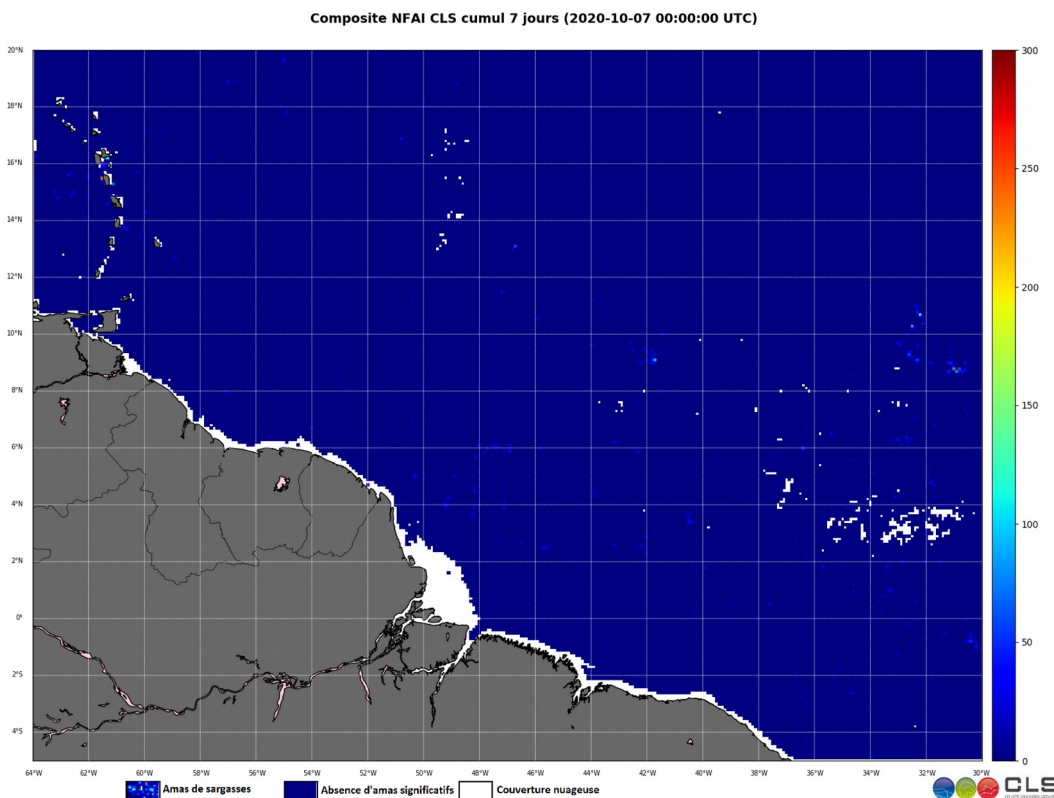 Composite NFAI CLS cumul 7 jours (2020-10-07 00:00:00 UTC)
20°N
18°N
16°N
14°N
12°N
10°N
8°N
6°N
4°N
2°N
0°
2°S
4°S
64°W 62°W 60°W 58°W 56°W 54°W 52°W 50°W 48°W 46°W 44°W 42°W 40°W 38°W 36°W 34°W 32°W 30°W
300
250
200
150
100
50
0
Amas de sargasses Absence d'amas significatifs Couverture nuageuse
CLS